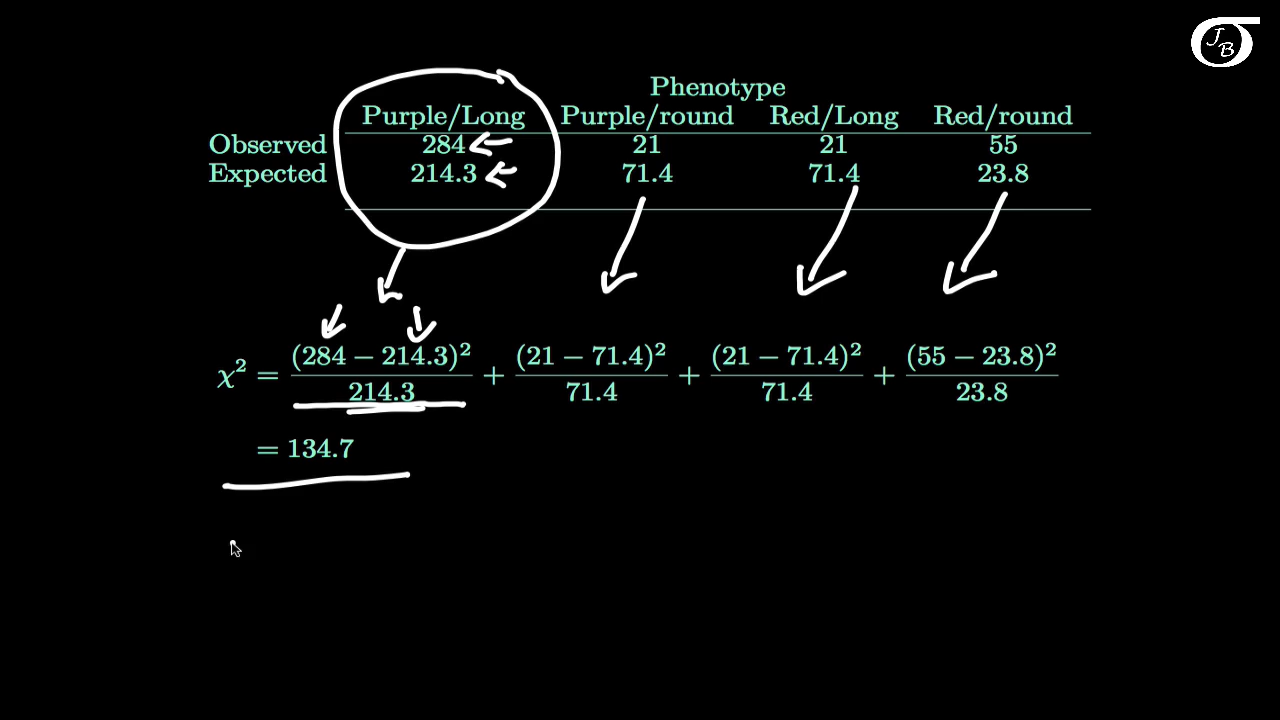 JB
Phenotype
Purple/Long Purple/round Red/Long Red/round
Observed 284 21 21 55
Expected 214.3 71.4 71.4 23.8
χ² = (284 − 214.3)²/214.3 + (21 − 71.4)²/71.4 + (21 − 71.4)²/71.4 + (55 − 23.8)²/23.8
= 134.7